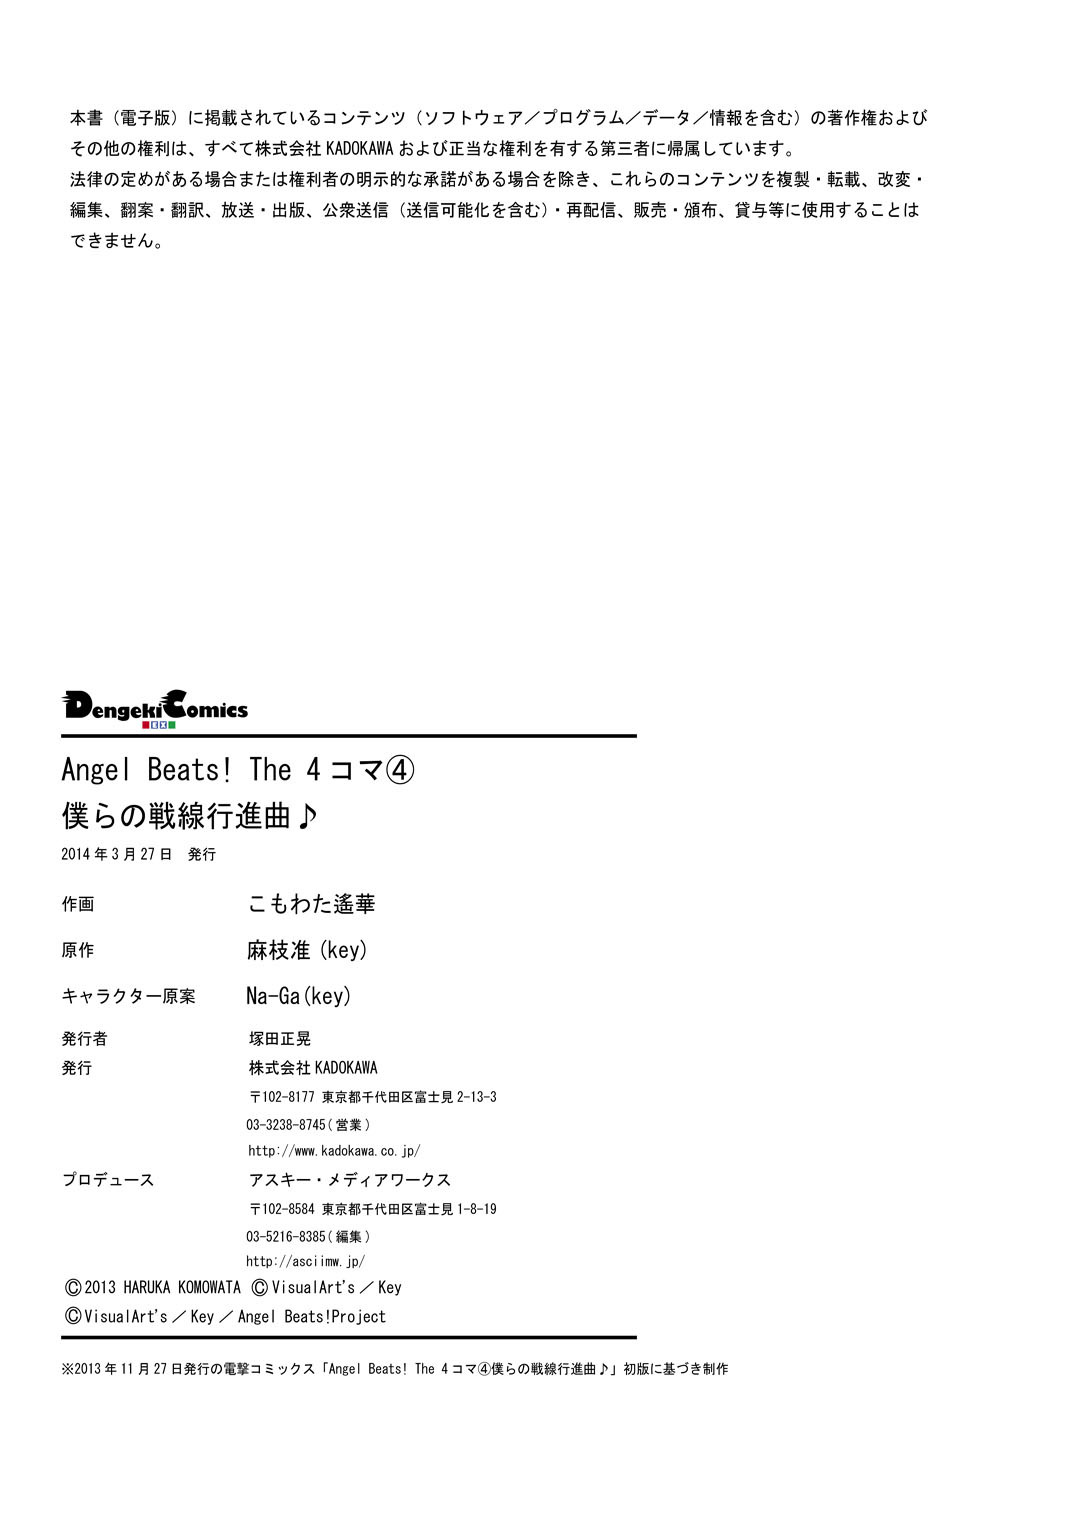 本書（電子版）に掲載されているコンテンツ（ソフトウェア／プログラム／データ／情報を含む）の著作権および
その他の権利は、すべて株式会社 KADOKAWA および正当な権利を有する第三者に帰属しています。
法律の定めがある場合または権利者の明示的な承諾がある場合を除き、これらのコンテンツを複製・転載、改変・
編集、翻案・翻訳、放送・出版、公衆送信（送信可能化を含む）・再配信、販売・頒布、貸与等に使用することは
できません。
DengekiComics
EX
Angel Beats! The 4コマ④
僕らの戦線行進曲♪
2014年3月27日　発行
作画　こもわた遙華
原作　麻枝准 (key)
キャラクター原案　Na-Ga(key)
発行者　塚田正晃
発行　株式会社 KADOKAWA
〒102-8177 東京都千代田区富士見 2-13-3
03-3238-8745(営業)
http://www.kadokawa.co.jp/
プロデュース　アスキー・メディアワークス
〒102-8584 東京都千代田区富士見 1-8-19
03-5216-8385(編集)
http://asciimw.jp/
Ⓒ2013 HARUKA KOMOWATA ⒸVisualArt's／Key
ⒸVisualArt's／Key／Angel Beats!Project
※2013年11月27日発行の電撃コミックス「Angel Beats! The 4コマ④僕らの戦線行進曲♪」初版に基づき制作